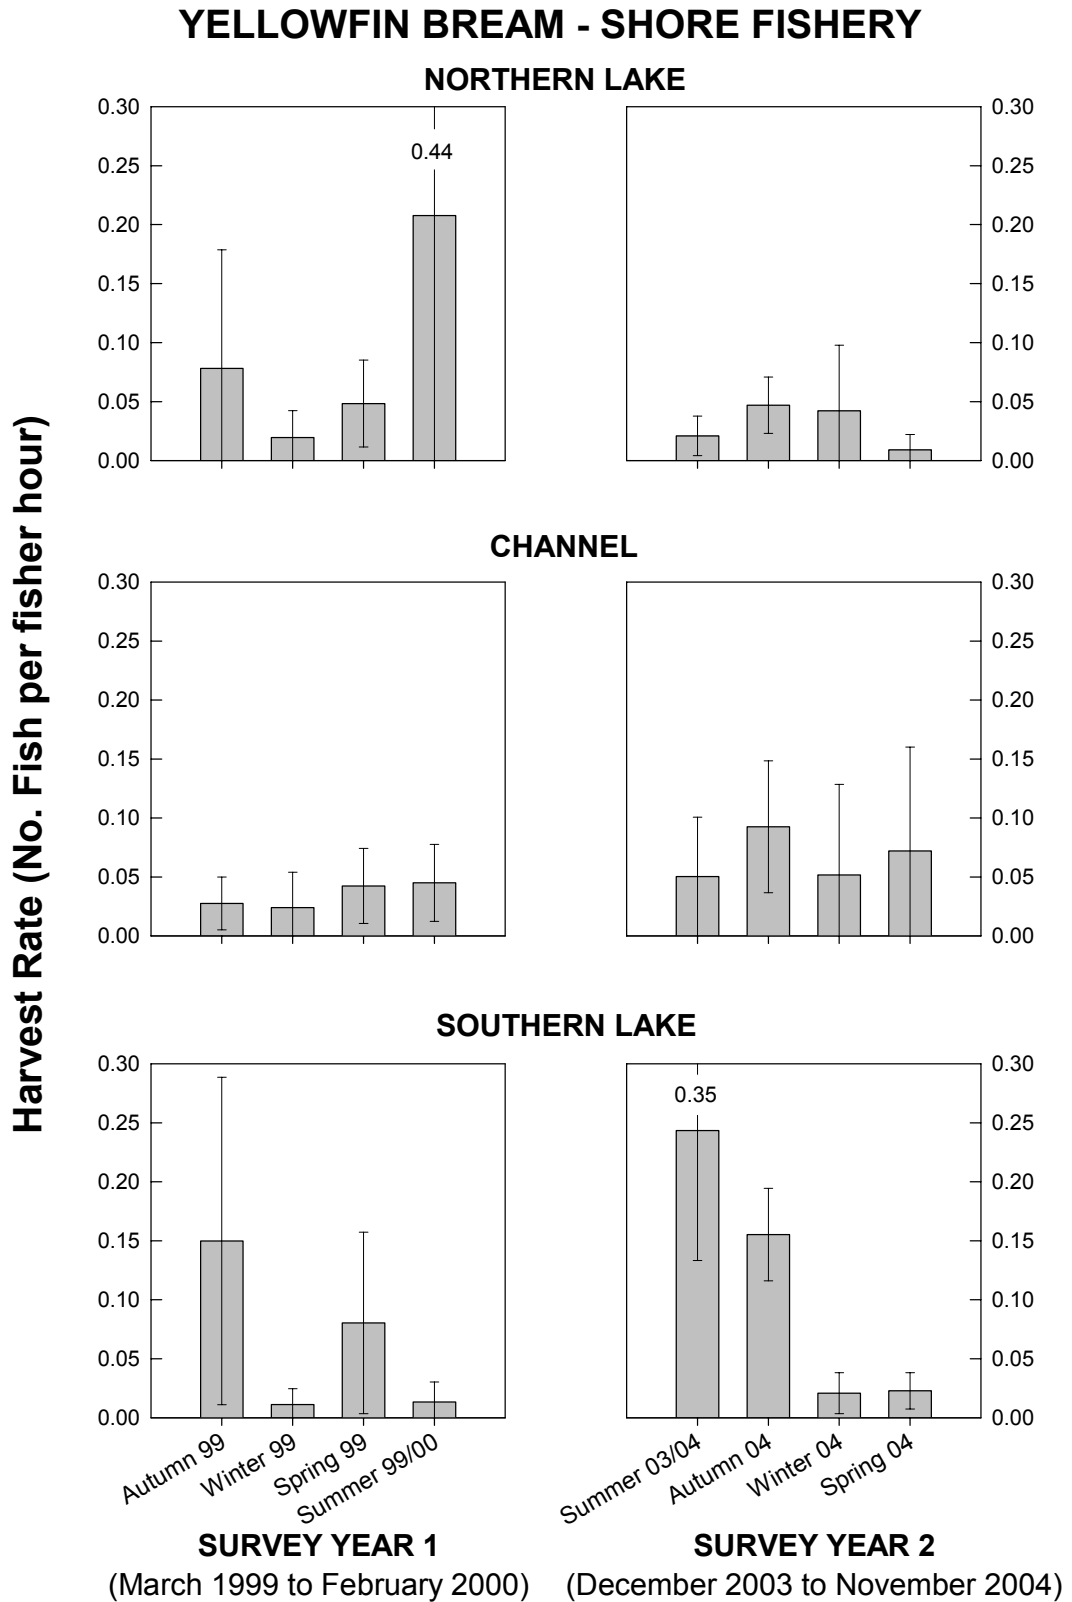 YELLOWFIN BREAM - SHORE FISHERY
NORTHERN LAKE
0.30
0.25
0.20
0.15
0.10
0.05
0.00
0.44
0.30
0.25
0.20
0.15
0.10
0.05
0.00
CHANNEL
0.30
0.25
0.20
0.15
0.10
0.05
0.00
0.30
0.25
0.20
0.15
0.10
0.05
0.00
SOUTHERN LAKE
0.30
0.25
0.20
0.15
0.10
0.05
0.00
0.35
0.30
0.25
0.20
0.15
0.10
0.05
0.00
Harvest Rate (No. Fish per fisher hour)
Autumn 99
Winter 99
Spring 99
Summer 99/00
Summer 03/04
Autumn 04
Winter 04
Spring 04
SURVEY YEAR 1
(March 1999 to February 2000)
SURVEY YEAR 2
(December 2003 to November 2004)